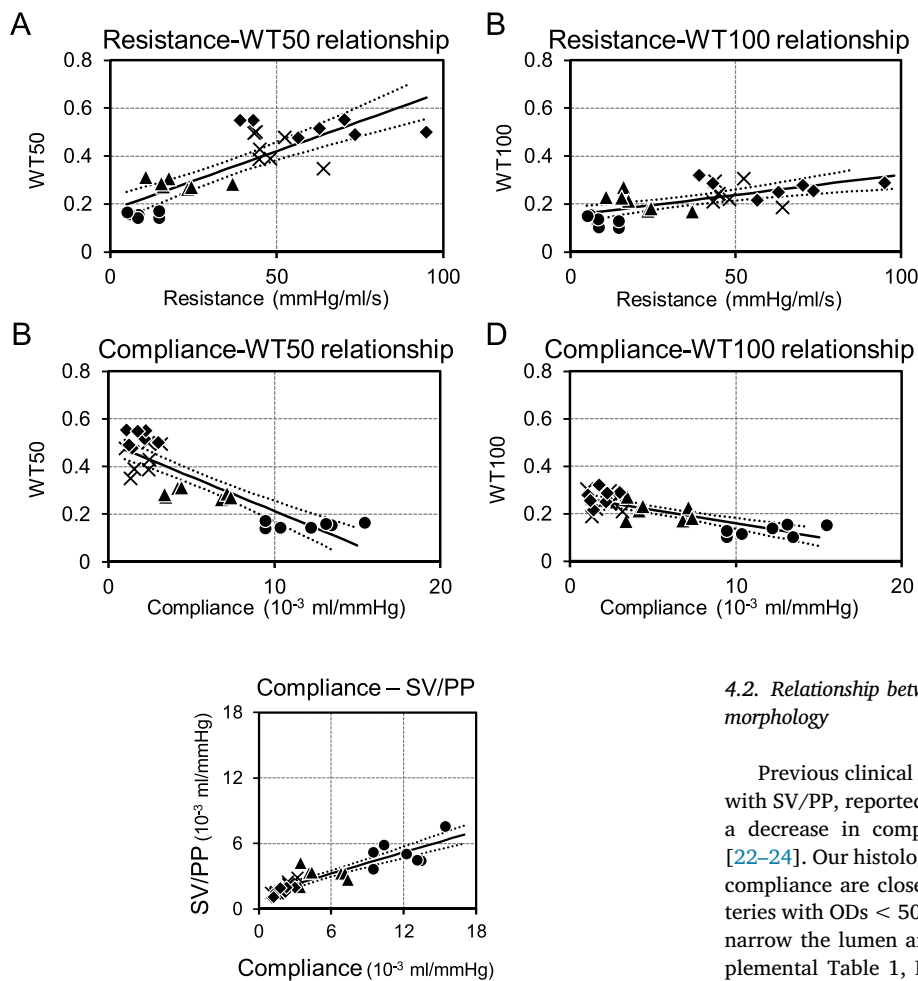 A
Resistance-WT50 relationship
0.8
0.6
0.4
0.2
0
WT50
0 50 100
Resistance (mmHg/ml/s)
B
Resistance-WT100 relationship
0.8
0.6
0.4
0.2
0
WT100
0 50 100
Resistance (mmHg/ml/s)
B
Compliance-WT50 relationship
0.8
0.6
0.4
0.2
0
WT50
0 10 20
Compliance (10⁻³ ml/mmHg)
D
Compliance-WT100 relationship
0.8
0.6
0.4
0.2
0
WT100
0 10 20
Compliance (10⁻³ ml/mmHg)
Compliance – SV/PP
18
12
6
0
SV/PP (10⁻³ ml/mmHg)
0 6 12 18
Compliance (10⁻³ ml/mmHg)
4.2. Relationship betw
morphology
Previous clinical
with SV/PP, reported
a decrease in comp
[22–24]. Our histolo
compliance are close
teries with ODs < 50
narrow the lumen an
plemental Table 1, I